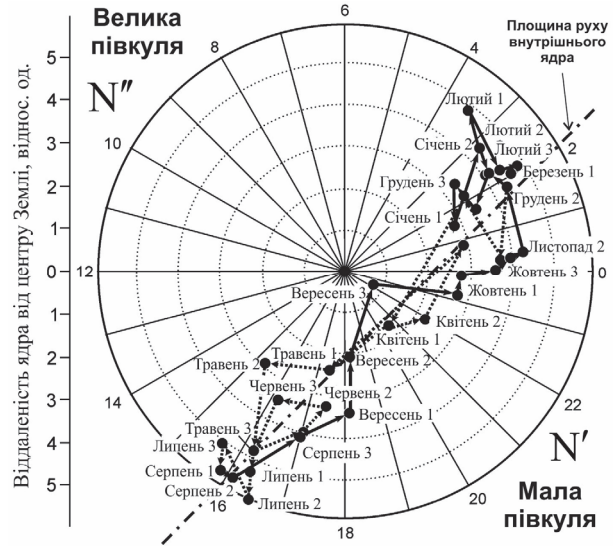 Велика
півкуля
N″
6
8
4
Площина руху
внутрішнього
ядра
Віддаленість ядра від центру Землі, віднос. од.
5
4
3
2
1
0
1
2
3
4
5
10
2
Лютий 1
Лютий 2
Січень 2
Лютий 3
Березень 1
Грудень 3
Грудень 2
Січень 1
Листопад 2
12
0
Жовтень 3
Вересень 3
Жовтень 1
Квітень 2
Квітень 1
Травень 1
Вересень 2
Травень 2
Червень 3
Червень 2
14
Вересень 1
22
Травень 3
Липень 3
Серпень 3
Серпень 1
Липень 1
Серпень 2
Липень 2
16
18
20
N′
Мала
півкуля